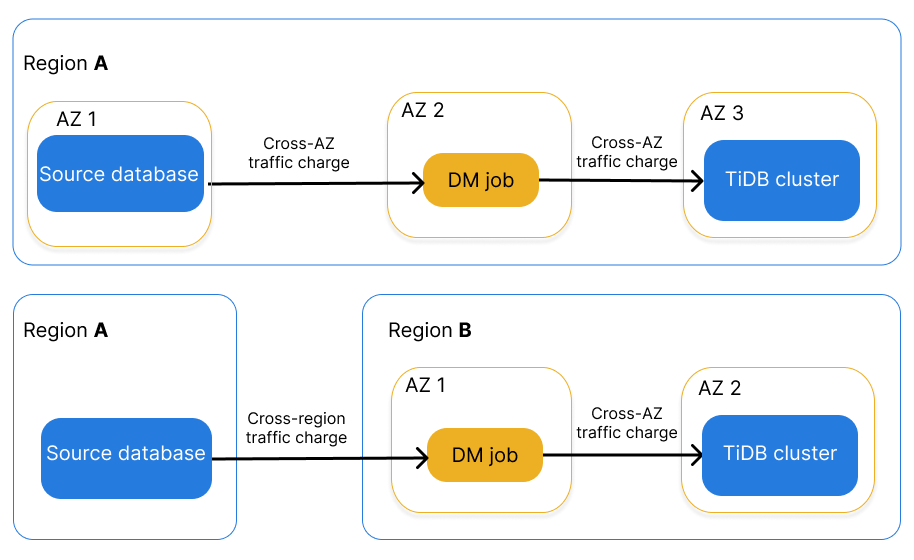 Region A
AZ 1
Source database
Cross-AZ
traffic charge
AZ 2
DM job
Cross-AZ
traffic charge
AZ 3
TiDB cluster
Region A
Source database
Cross-region
traffic charge
Region B
AZ 1
DM job
Cross-AZ
traffic charge
AZ 2
TiDB cluster